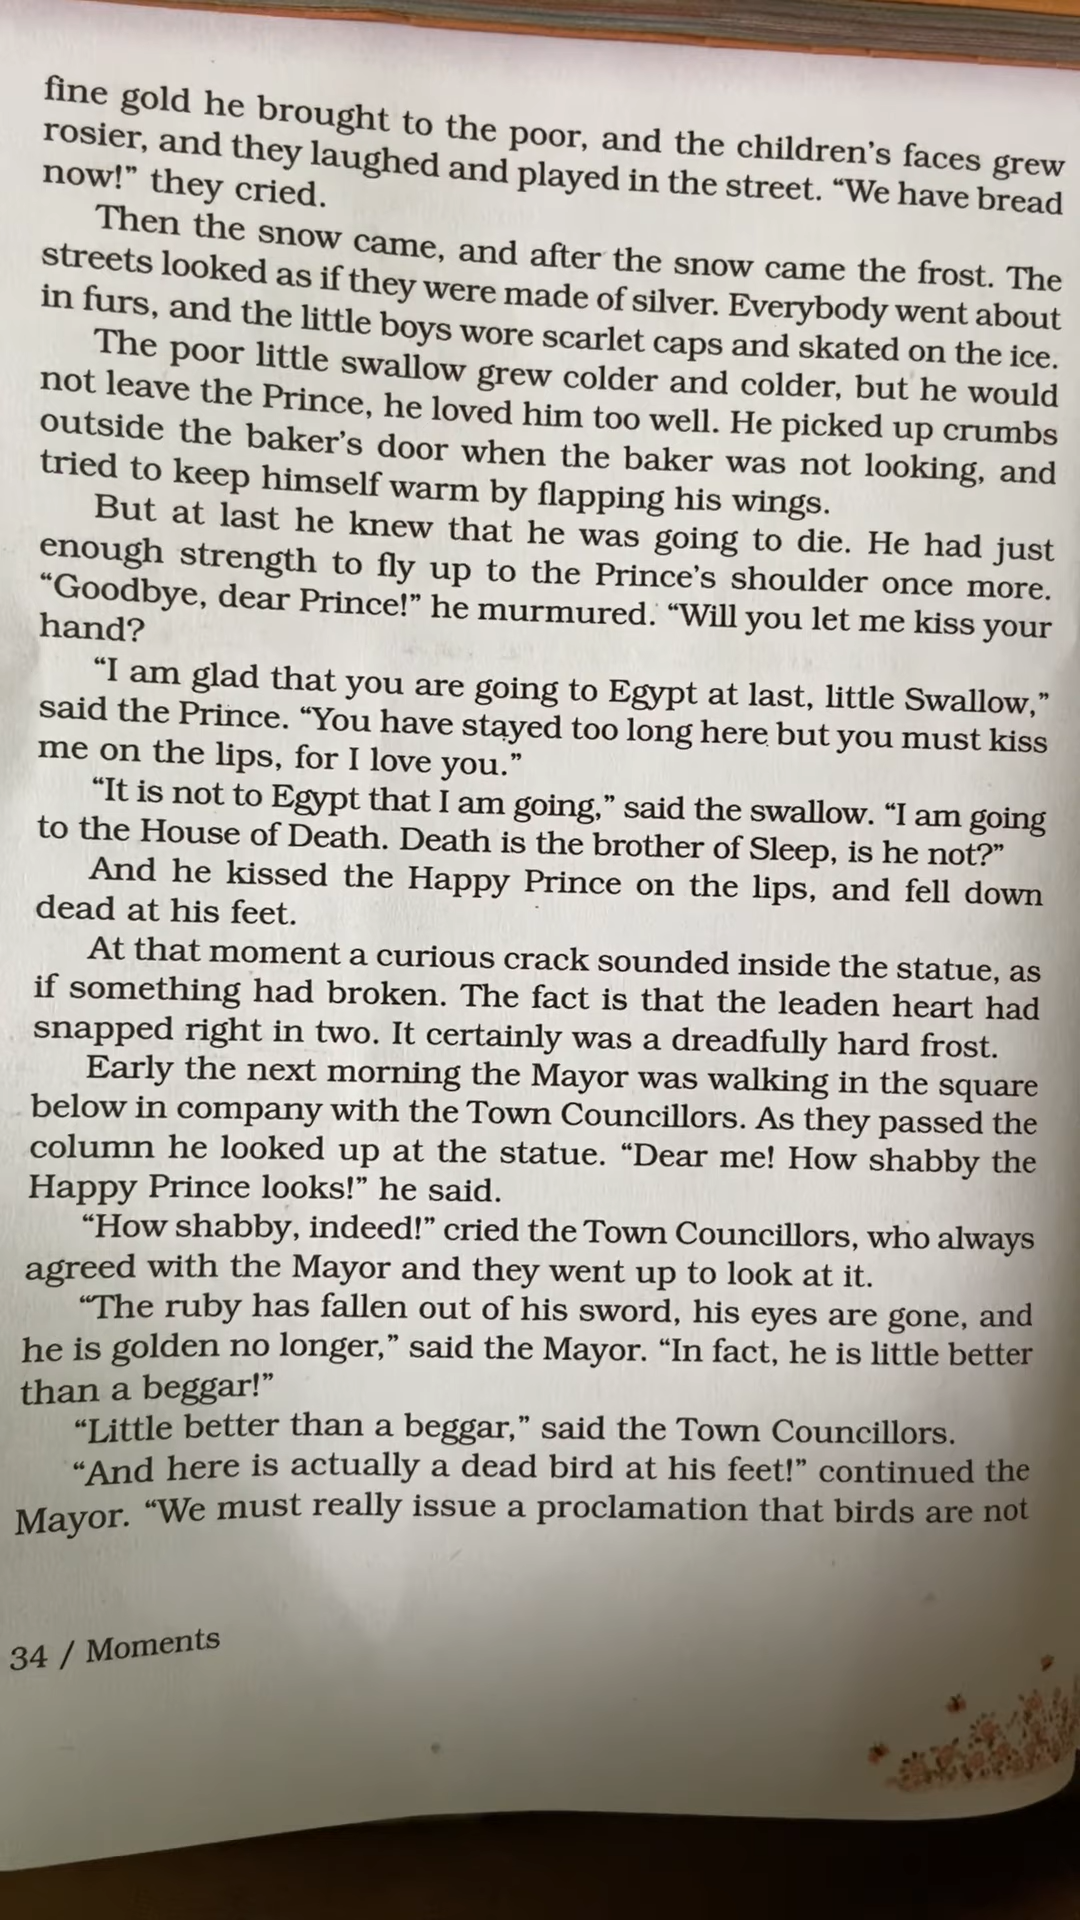 fine gold he brought to the poor, and the children's faces grew
rosier, and they laughed and played in the street. “We have bread
now!” they cried.
Then the snow came, and after the snow came the frost. The
streets looked as if they were made of silver. Everybody went about
in furs, and the little boys wore scarlet caps and skated on the ice.
The poor little swallow grew colder and colder, but he would
not leave the Prince, he loved him too well. He picked up crumbs
outside the baker's door when the baker was not looking, and
tried to keep himself warm by flapping his wings.
But at last he knew that he was going to die. He had just
enough strength to fly up to the Prince's shoulder once more.
“Goodbye, dear Prince!” he murmured. “Will you let me kiss your
hand?
“I am glad that you are going to Egypt at last, little Swallow,”
said the Prince. “You have stayed too long here but you must kiss
me on the lips, for I love you.”
“It is not to Egypt that I am going,” said the swallow. “I am going
to the House of Death. Death is the brother of Sleep, is he not?”
And he kissed the Happy Prince on the lips, and fell down
dead at his feet.
At that moment a curious crack sounded inside the statue, as
if something had broken. The fact is that the leaden heart had
snapped right in two. It certainly was a dreadfully hard frost.
Early the next morning the Mayor was walking in the square
below in company with the Town Councillors. As they passed the
column he looked up at the statue. “Dear me! How shabby the
Happy Prince looks!” he said.
“How shabby, indeed!” cried the Town Councillors, who always
agreed with the Mayor and they went up to look at it.
“The ruby has fallen out of his sword, his eyes are gone, and
he is golden no longer,” said the Mayor. “In fact, he is little better
than a beggar!”
“Little better than a beggar,” said the Town Councillors.
“And here is actually a dead bird at his feet!” continued the
Mayor. “We must really issue a proclamation that birds are not
34 / Moments